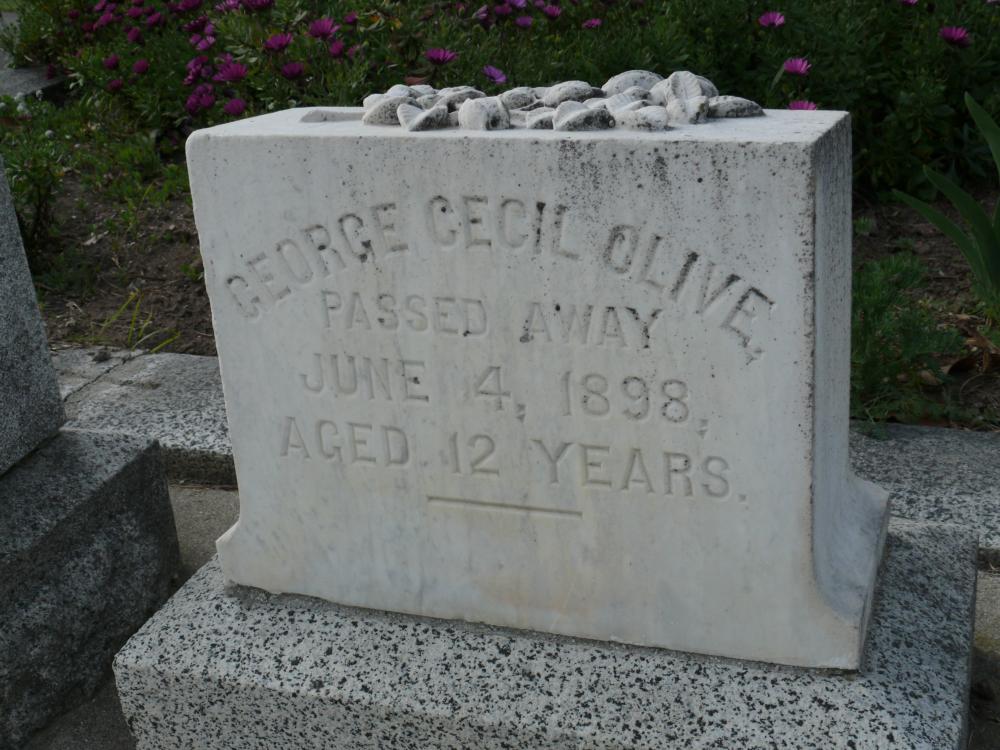 GEORGE CECIL OLIVE,
PASSED AWAY
JUNE 4, 1898,
AGED 12 YEARS.